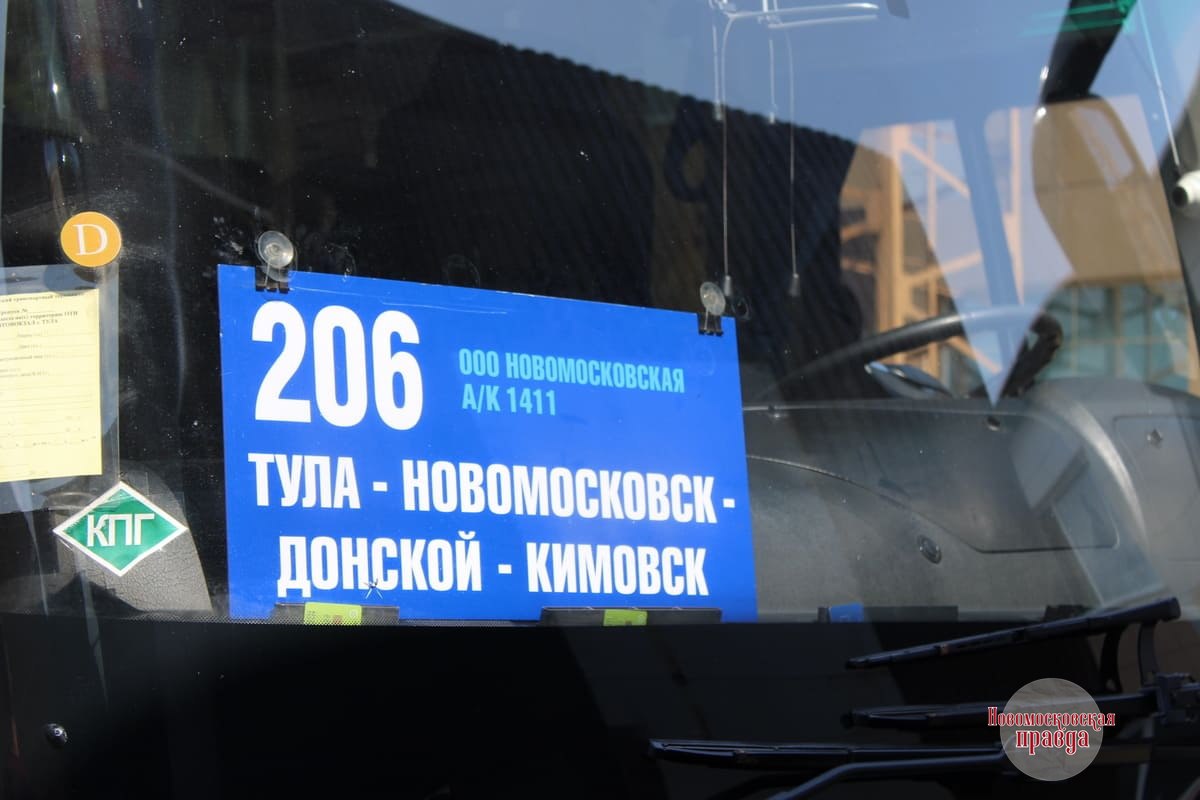 D
206
ООО НОВОМОСКОВСКАЯ
А/К 1411
ТУЛА - НОВОМОСКОВСК -
ДОНСКОЙ - КИМОВСК
КПГ
Новомосковская
правда